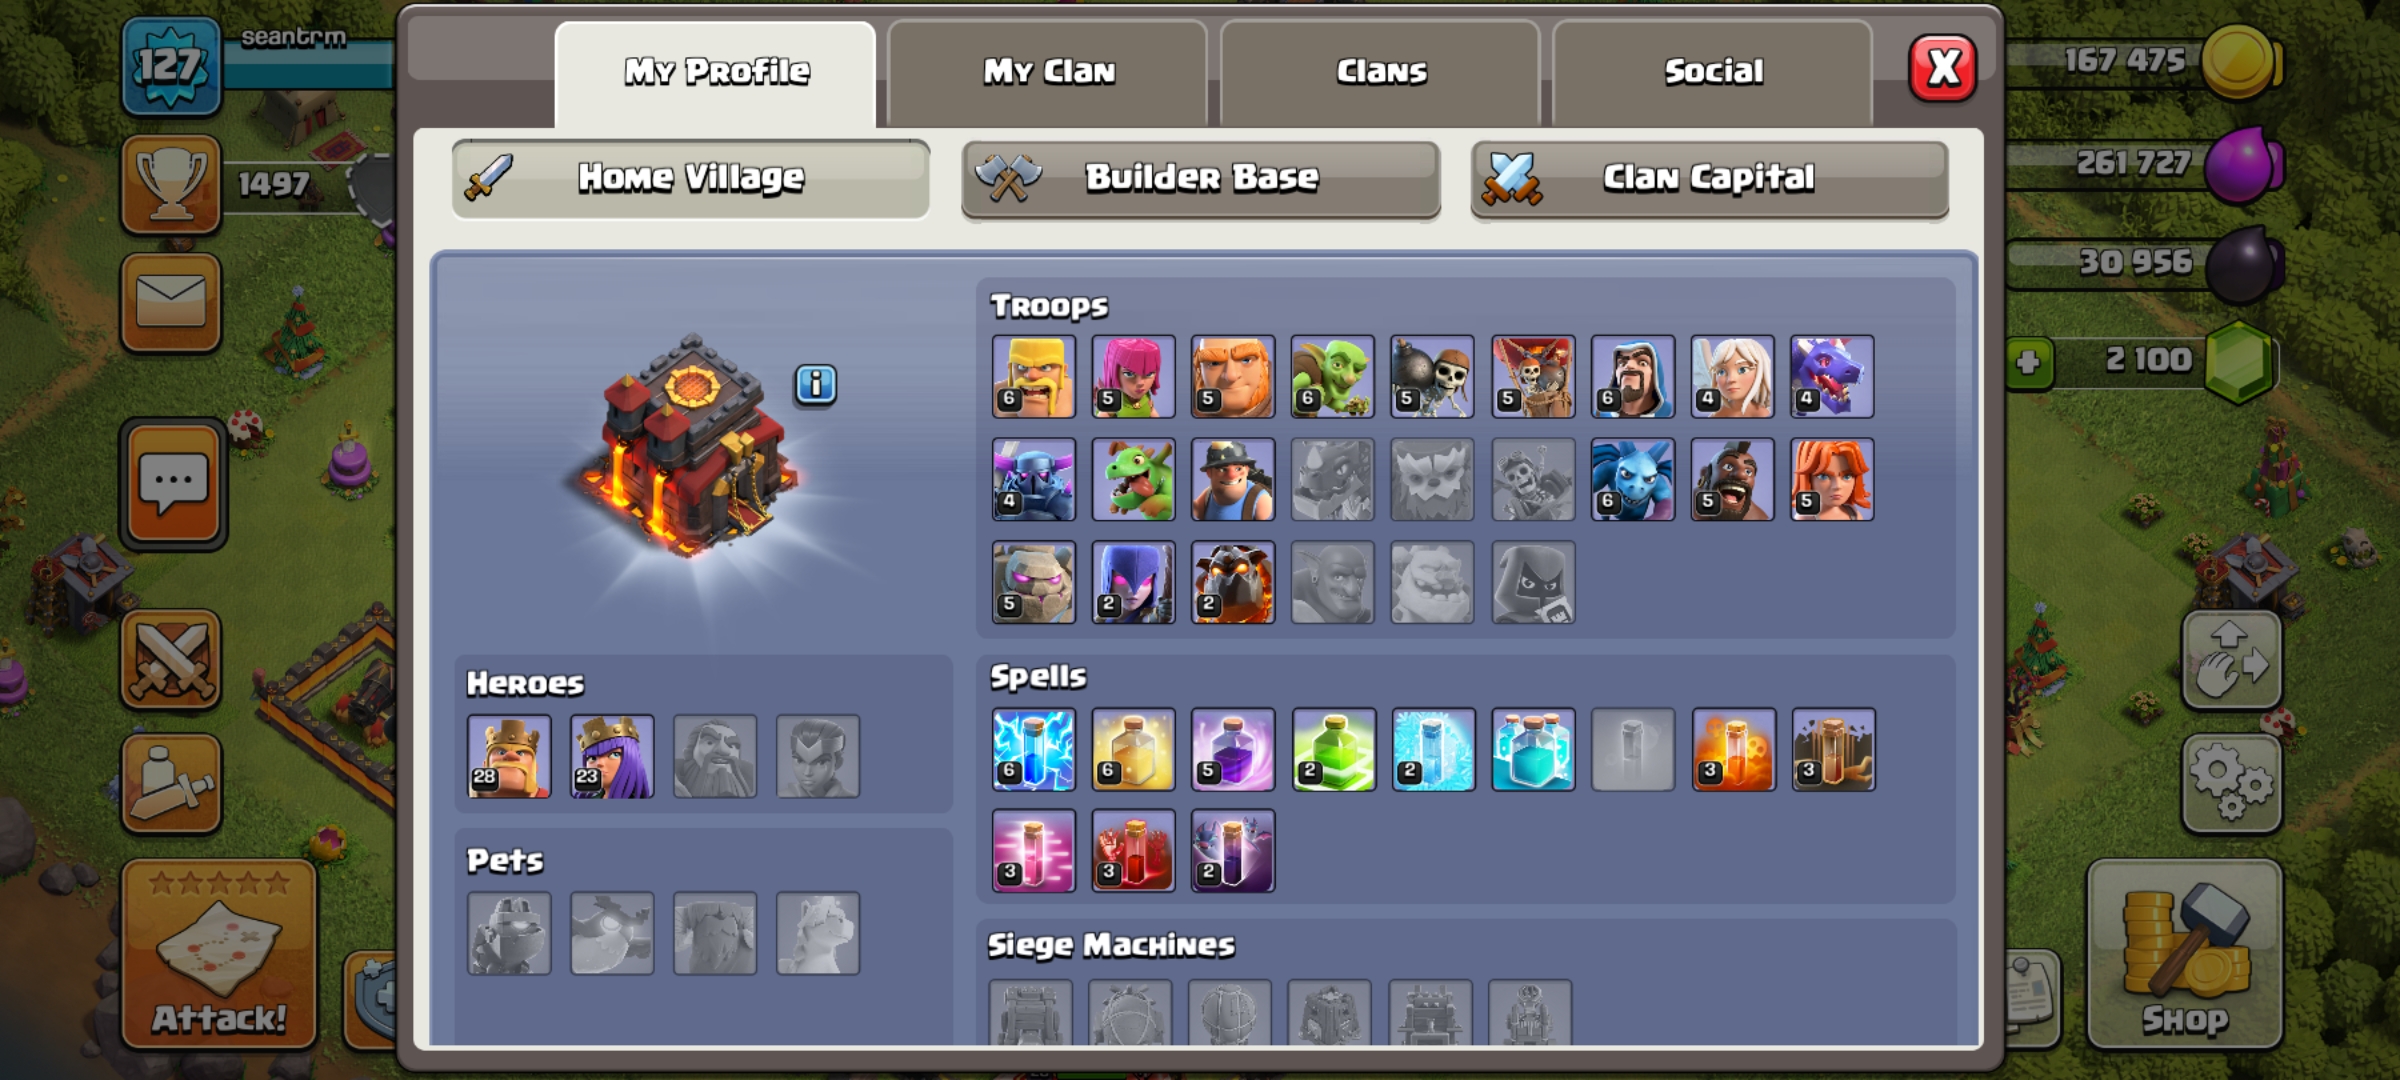 127
seantrm
1497
My Profile
My Clan
Clans
Social
X
167 475
261 727
30 956
2 100
Home Village
Builder Base
Clan Capital
i
Troops
6 5 5 6 5 5 6 4 4
4 6 5 5
5 2 2
Heroes
28 23
Spells
6 6 5 2 2 3 3
3 3 2
Pets
Siege Machines
Attack!
Shop